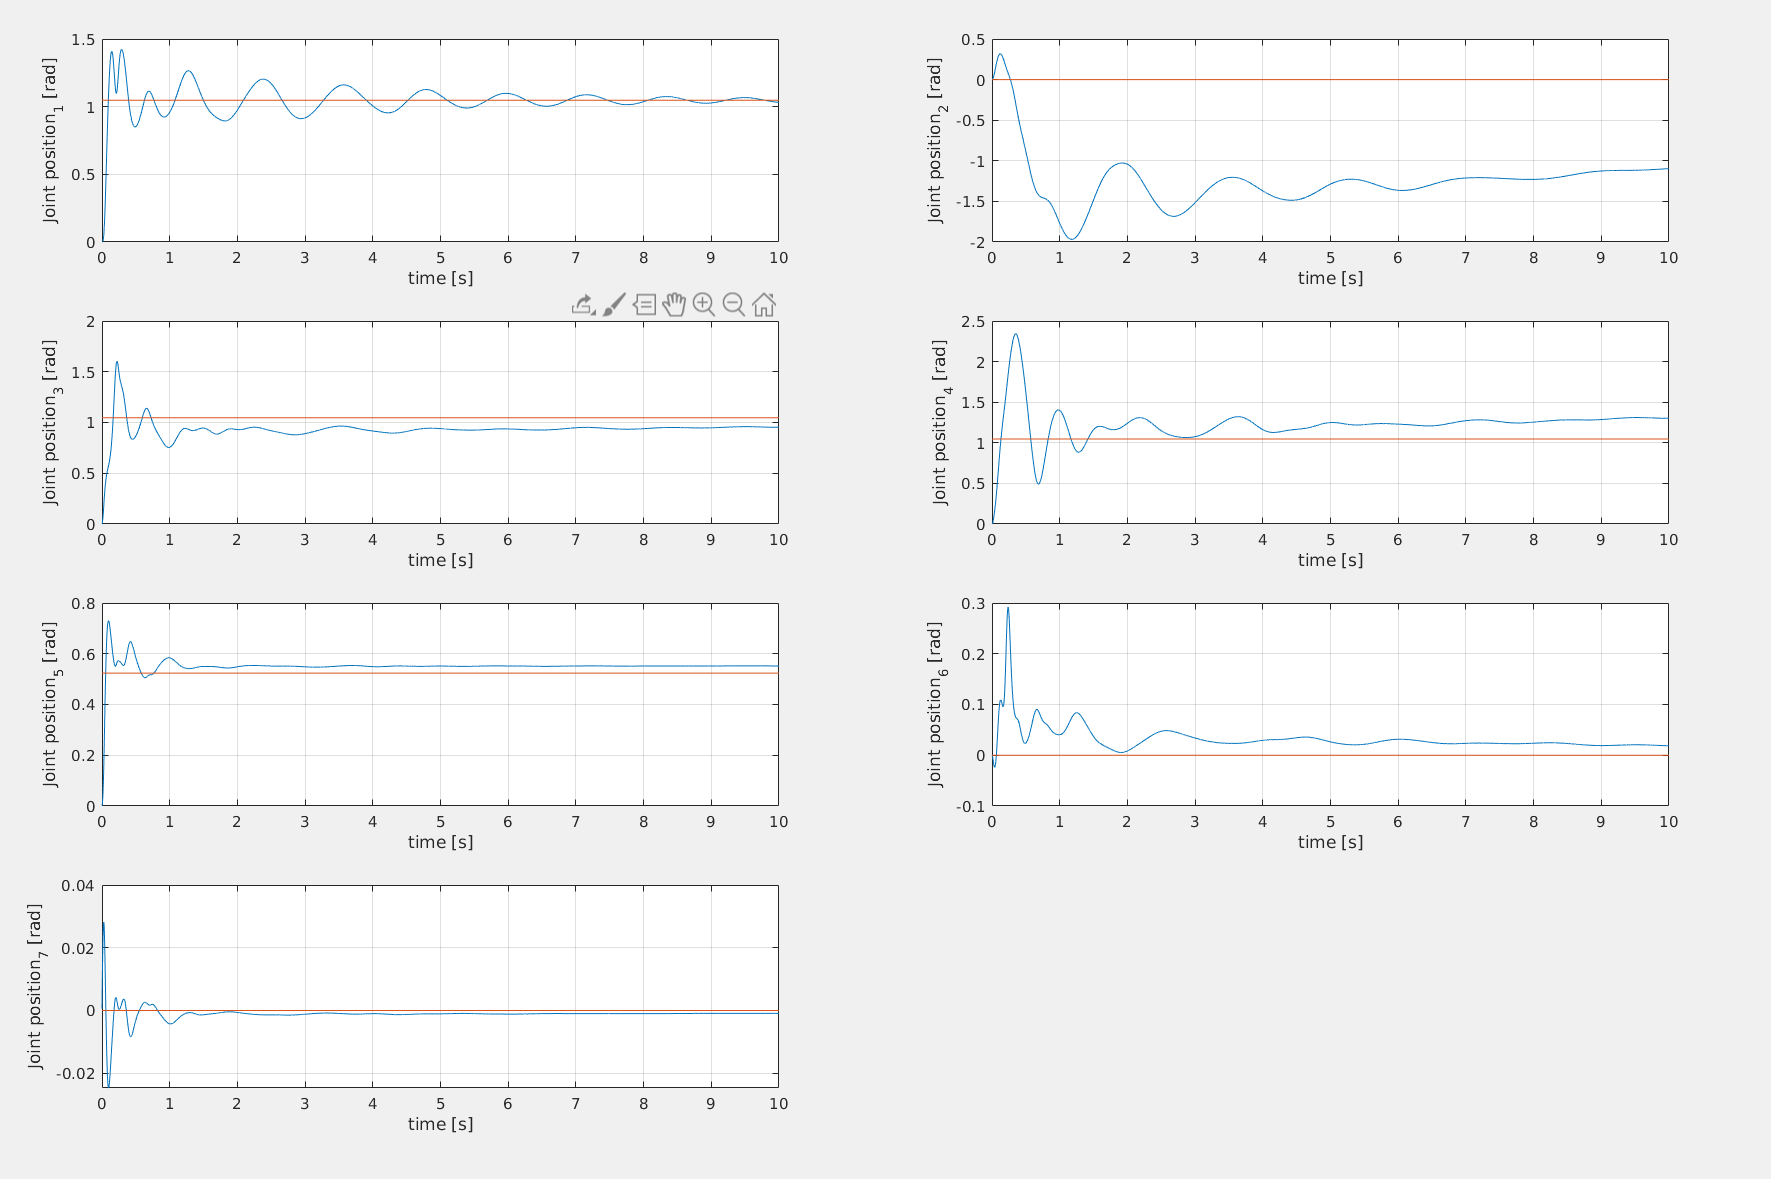 1.5
1
0.5
0
Joint position1 [rad]
0 1 2 3 4 5 6 7 8 9 10
time [s]
0.5
0
-0.5
-1
-1.5
-2
Joint position2 [rad]
0 1 2 3 4 5 6 7 8 9 10
time [s]
2
1.5
1
0.5
0
Joint position3 [rad]
0 1 2 3 4 5 6 7 8 9 10
time [s]
2.5
2
1.5
1
0.5
0
Joint position4 [rad]
0 1 2 3 4 5 6 7 8 9 10
time [s]
0.8
0.6
0.4
0.2
0
Joint position5 [rad]
0 1 2 3 4 5 6 7 8 9 10
time [s]
0.3
0.2
0.1
0
-0.1
Joint position6 [rad]
0 1 2 3 4 5 6 7 8 9 10
time [s]
0.04
0.02
0
-0.02
Joint position7 [rad]
0 1 2 3 4 5 6 7 8 9 10
time [s]